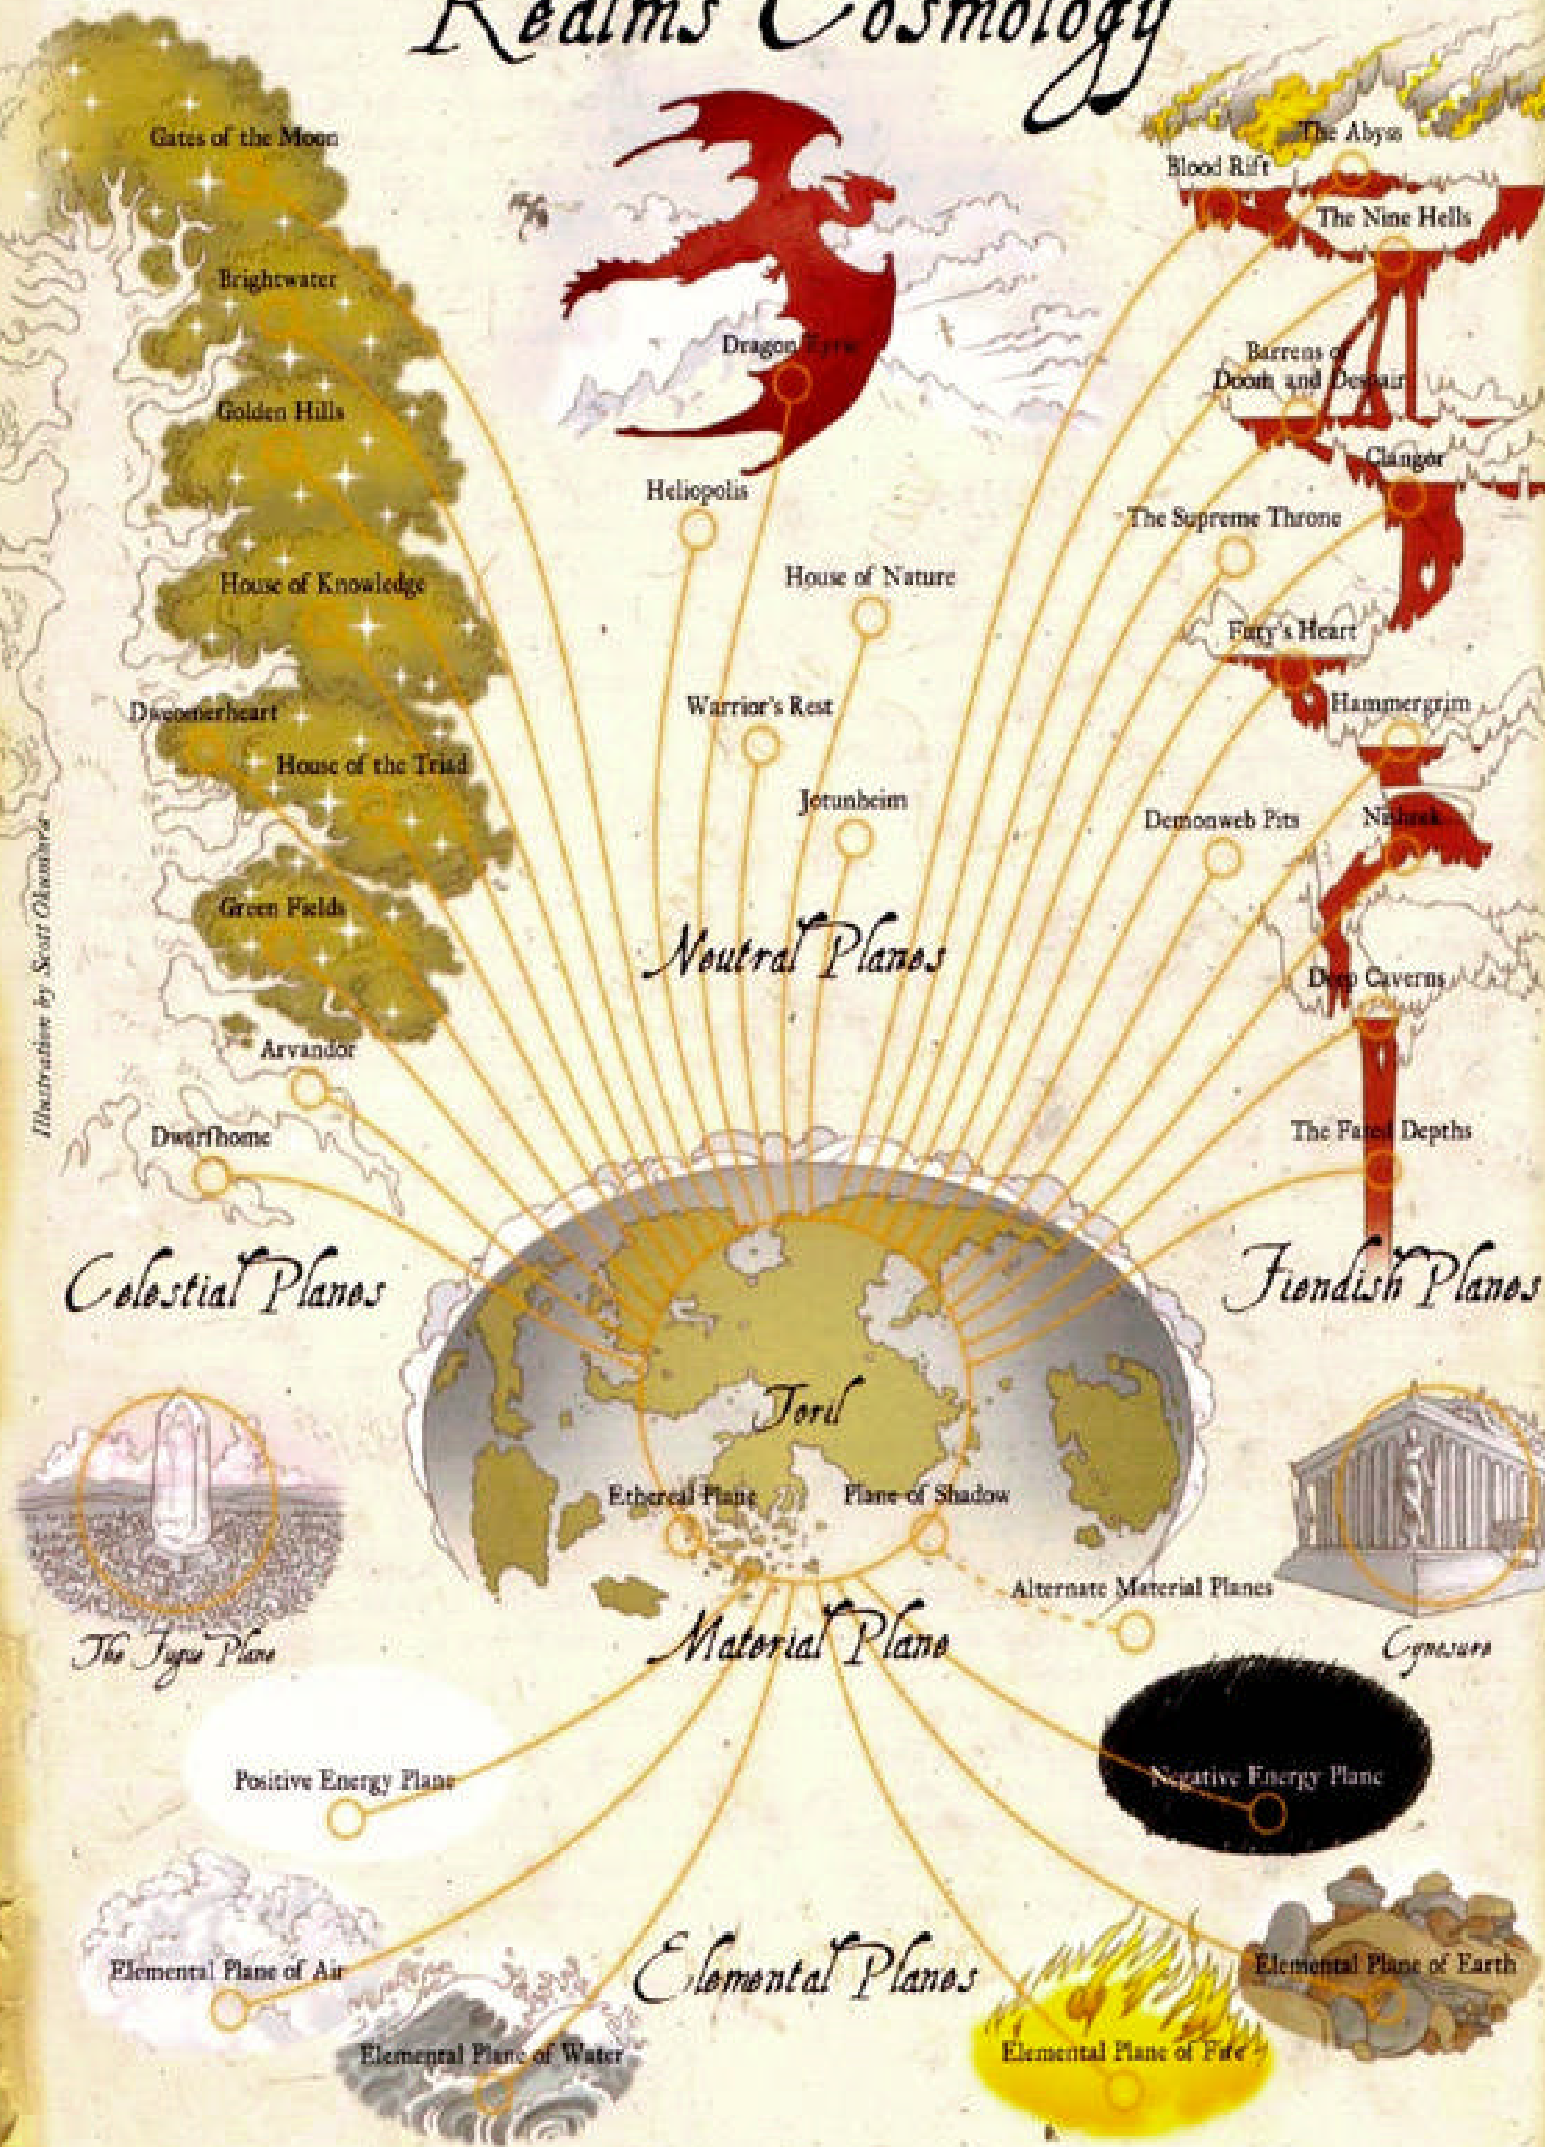 Realms Cosmology
Gates of the Moon
Brightwater
Golden Hills
House of Knowledge
Dweomerheart
House of the Triad
Green Fields
Arvandor
Dwarfhome
Celestial Planes
Illustration by Scott Okumura
Dragon Eyrie
Heliopolis
House of Nature
Warrior's Rest
Jotunheim
Neutral Planes
The Abyss
Blood Rift
The Nine Hells
Barrens of
Doom and Despair
Clangor
The Supreme Throne
Fury's Heart
Hammergrim
Demonweb Pits
Nishrek
Deep Caverns
The Fated Depths
Fiendish Planes
Toril
Ethereal Plane
Plane of Shadow
Alternate Material Planes
Material Plane
The Fugue Plane
Cynosure
Positive Energy Plane
Negative Energy Plane
Elemental Planes
Elemental Plane of Air
Elemental Plane of Water
Elemental Plane of Fire
Elemental Plane of Earth